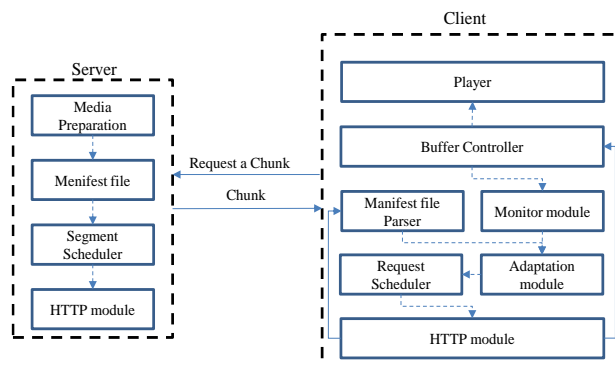 Client
Server
Media
Preparation
Menifest file
Segment
Scheduler
HTTP module
Request a Chunk
Chunk
Player
Buffer Controller
Manifest file
Parser
Monitor module
Request
Scheduler
Adaptation
module
HTTP module